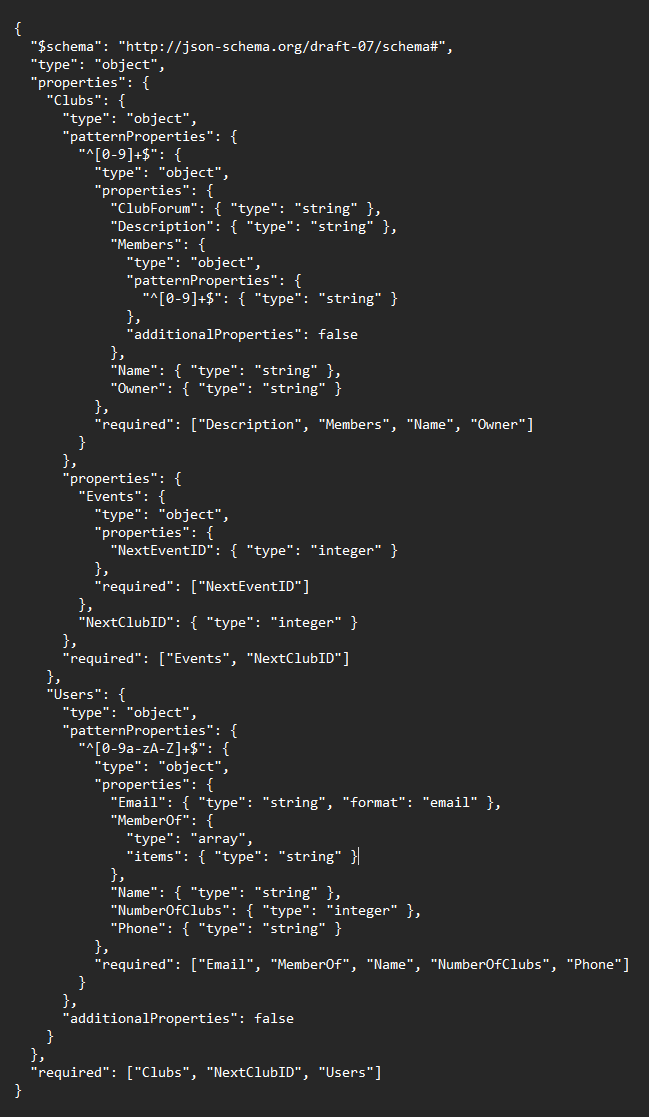 {
  "$schema": "http://json-schema.org/draft-07/schema#",
  "type": "object",
  "properties": {
    "Clubs": {
      "type": "object",
      "patternProperties": {
        "^[0-9]+$": {
          "type": "object",
          "properties": {
            "ClubForum": { "type": "string" },
            "Description": { "type": "string" },
            "Members": {
              "type": "object",
              "patternProperties": {
                "^[0-9]+$": { "type": "string" }
              },
              "additionalProperties": false
            },
            "Name": { "type": "string" },
            "Owner": { "type": "string" }
          },
          "required": ["Description", "Members", "Name", "Owner"]
        }
      },
      "properties": {
        "Events": {
          "type": "object",
          "properties": {
            "NextEventID": { "type": "integer" }
          },
          "required": ["NextEventID"]
        },
        "NextClubID": { "type": "integer" }
      },
      "required": ["Events", "NextClubID"]
    },
    "Users": {
      "type": "object",
      "patternProperties": {
        "^[0-9a-zA-Z]+$": {
          "type": "object",
          "properties": {
            "Email": { "type": "string", "format": "email" },
            "MemberOf": {
              "type": "array",
              "items": { "type": "string" }
            },
            "Name": { "type": "string" },
            "NumberOfClubs": { "type": "integer" },
            "Phone": { "type": "string" }
          },
          "required": ["Email", "MemberOf", "Name", "NumberOfClubs", "Phone"]
        }
      },
      "additionalProperties": false
    }
  },
  "required": ["Clubs", "NextClubID", "Users"]
}